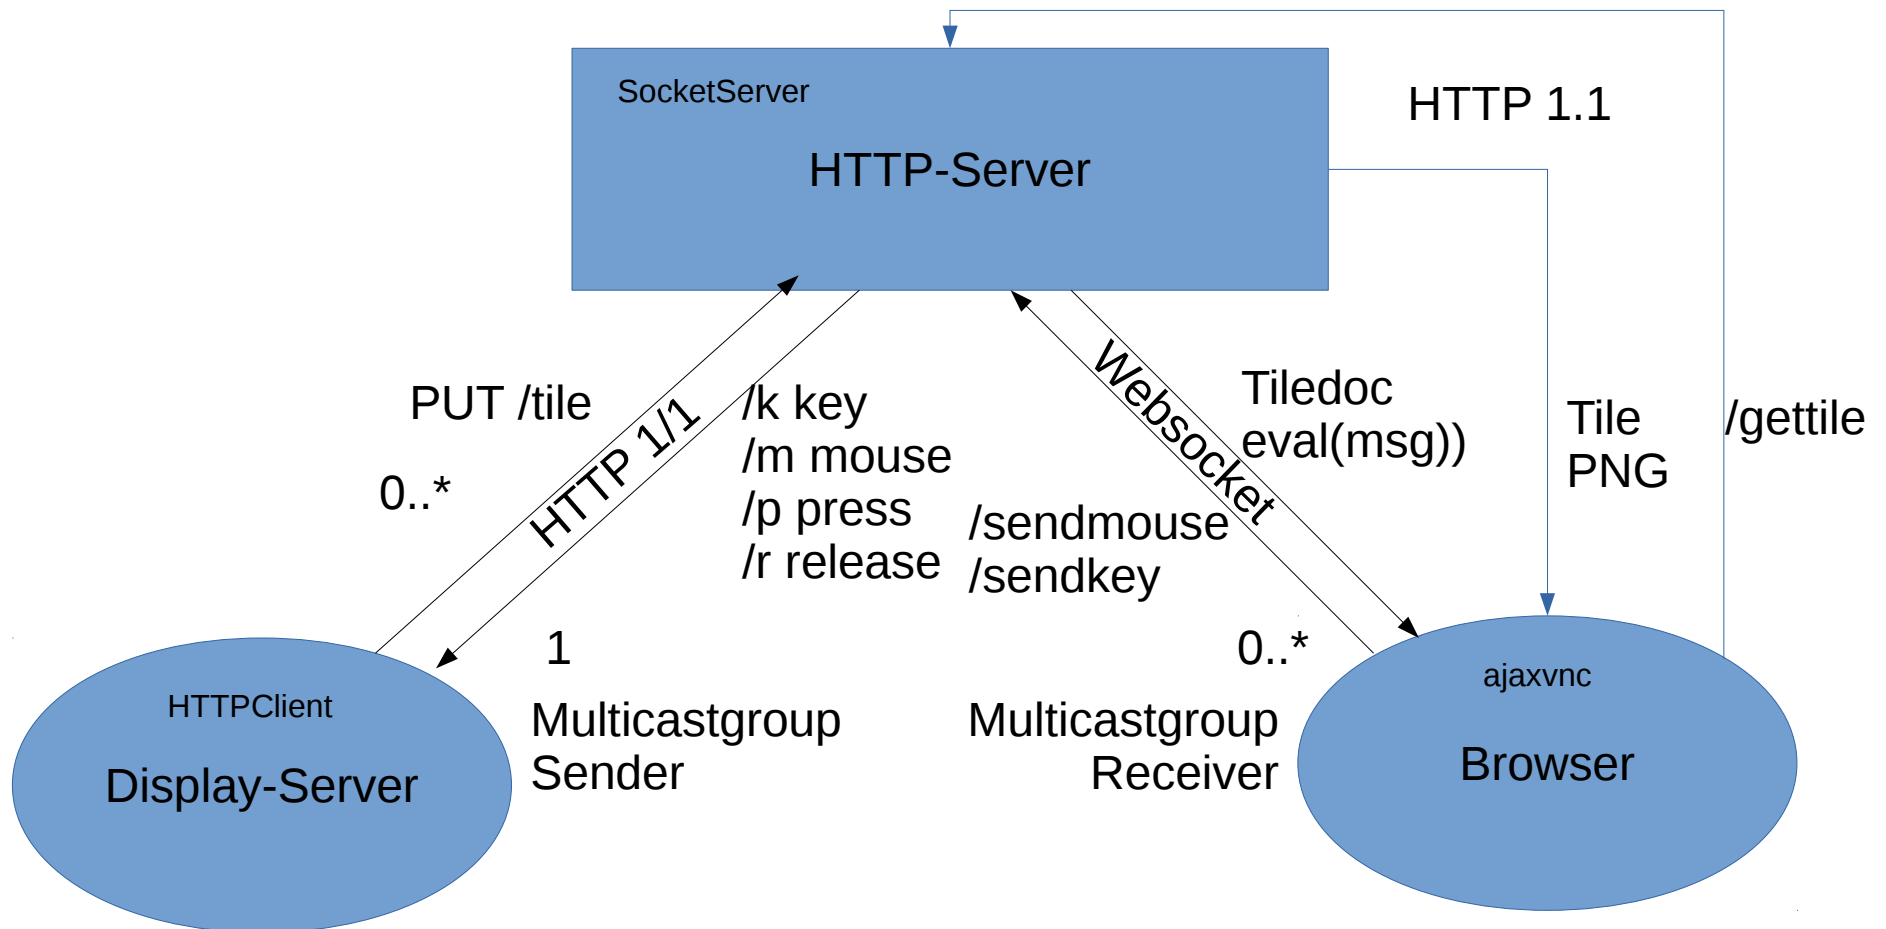 SocketServer
HTTP-Server
HTTP 1.1
PUT /tile
0..*
HTTP 1/1
/k key
/m mouse
/p press
/r release
Websocket
Tiledoc
eval(msg))
/sendmouse
/sendkey
Tile
PNG
/gettile
1
Multicastgroup
Sender
0..*
Multicastgroup
Receiver
HTTPClient
Display-Server
ajaxvnc
Browser